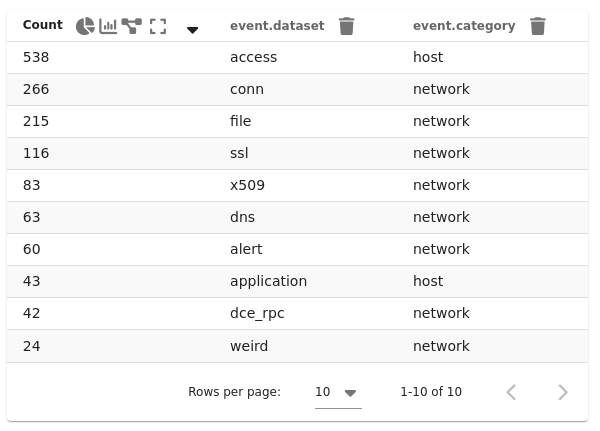 Count event.dataset event.category
538 access host
266 conn network
215 file network
116 ssl network
83 x509 network
63 dns network
60 alert network
43 application host
42 dce_rpc network
24 weird network
Rows per page: 10 1-10 of 10